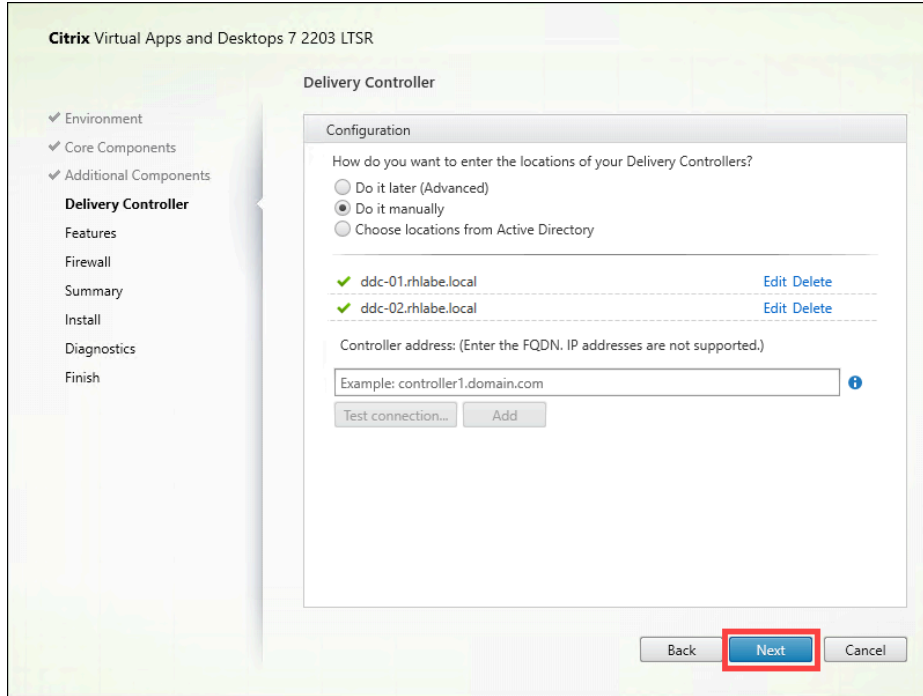 Citrix Virtual Apps and Desktops 7 2203 LTSR
Delivery Controller
Environment
Core Components
Additional Components
Delivery Controller
Features
Firewall
Summary
Install
Diagnostics
Finish
Configuration
How do you want to enter the locations of your Delivery Controllers?
Do it later (Advanced)
Do it manually
Choose locations from Active Directory
ddc-01.rhlabe.local Edit Delete
ddc-02.rhlabe.local Edit Delete
Controller address: (Enter the FQDN. IP addresses are not supported.)
Example: controller1.domain.com
Test connection... Add
Back Next Cancel